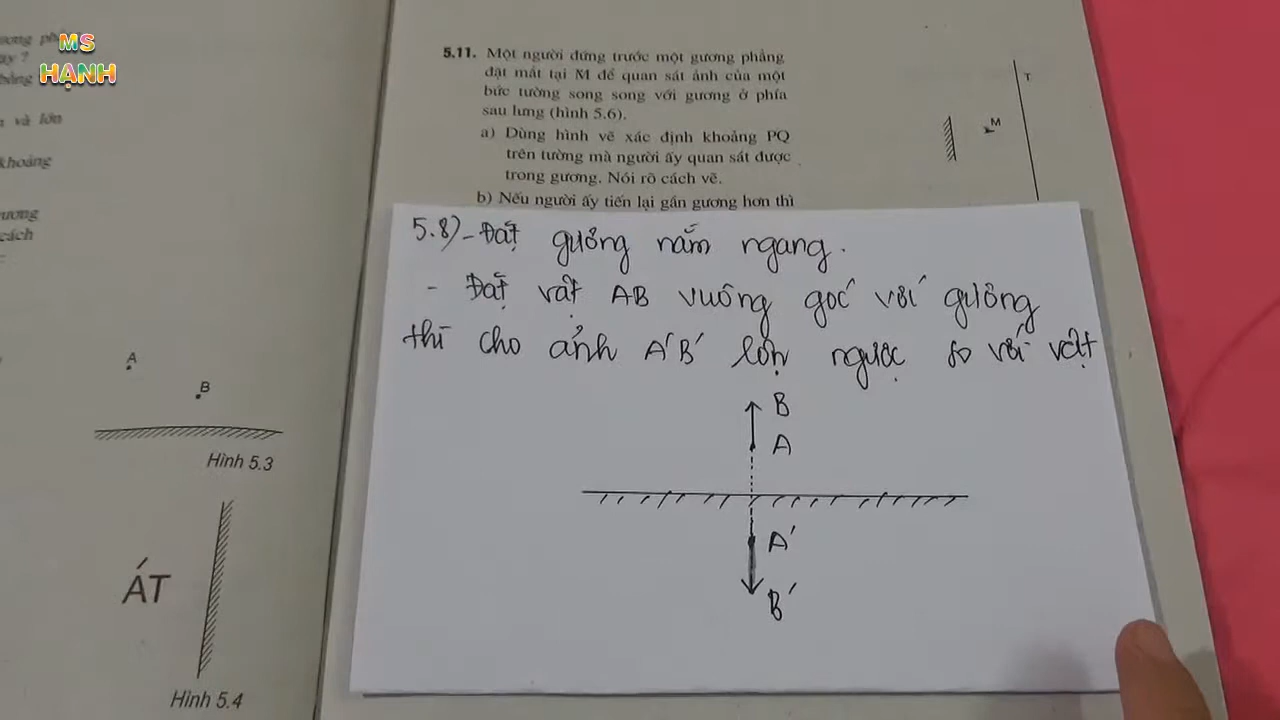 MS
HẠNH
và lớn
khoảng
cách
A
B
Hình 5.3
ÁT
Hình 5.4
5.11. Một người đứng trước một gương phẳng
đặt mắt tại M để quan sát ảnh của một
bức tường song song với gương ở phía
sau lưng (hình 5.6).
a) Dùng hình vẽ xác định khoảng PQ
trên tường mà người ấy quan sát được
trong gương. Nói rõ cách vẽ.
b) Nếu người ấy tiến lại gần gương hơn thì
T
M
5.8) - Đặt gương nằm ngang.
- Đặt vật AB vuông góc với gương
thì cho ảnh A'B' lộn ngược so với vật
B
A
A'
B'